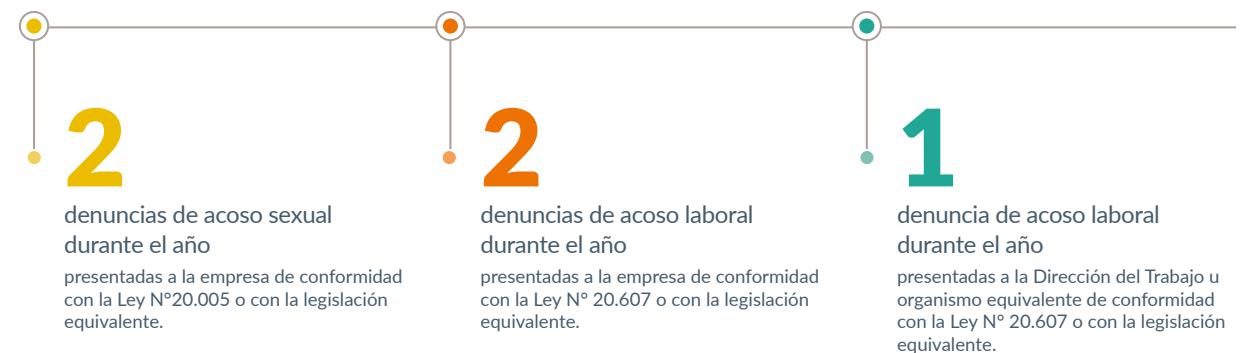 2
denuncias de acoso sexual
durante el año
presentadas a la empresa de conformidad
con la Ley N°20.005 o con la legislación
equivalente.
2
denuncias de acoso laboral
durante el año
presentadas a la empresa de conformidad
con la Ley N° 20.607 o con la legislación
equivalente.
1
denuncia de acoso laboral
durante el año
presentadas a la Dirección del Trabajo u
organismo equivalente de conformidad
con la Ley N° 20.607 o con la legislación
equivalente.